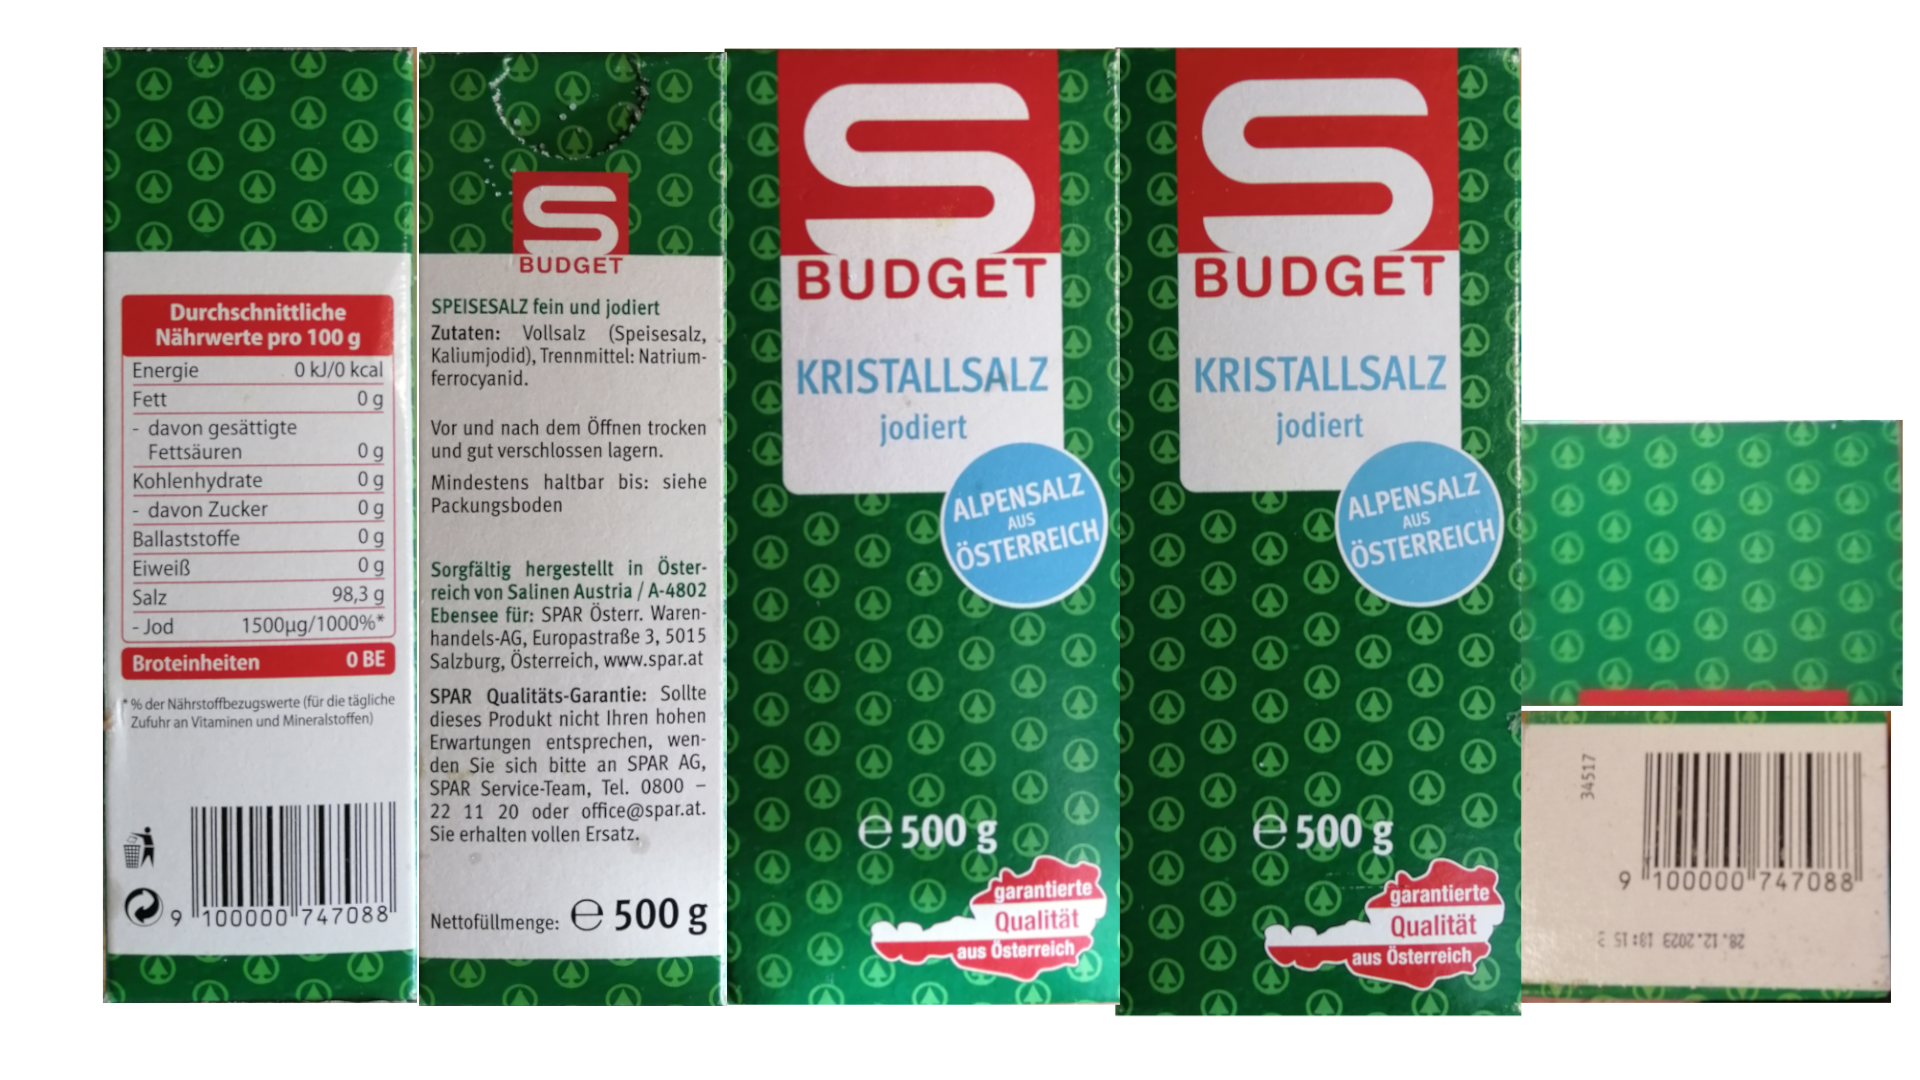 Durchschnittliche
Nährwerte pro 100 g
Energie 0 kJ/0 kcal
Fett 0 g
- davon gesättigte
Fettsäuren 0 g
Kohlenhydrate 0 g
- davon Zucker 0 g
Ballaststoffe 0 g
Eiweiß 0 g
Salz 98,3 g
- Jod 1500µg/1000%*
Broteinheiten 0 BE
* % der Nährstoffbezugswerte (für die tägliche
Zufuhr an Vitaminen und Mineralstoffen)
9 100000 747088
S
BUDGET
SPEISESALZ fein und jodiert
Zutaten: Vollsalz (Speisesalz,
Kaliumjodid), Trennmittel: Natrium-
ferrocyanid.
Vor und nach dem Öffnen trocken
und gut verschlossen lagern.
Mindestens haltbar bis: siehe
Packungsboden
Sorgfältig hergestellt in Öster-
reich von Salinen Austria / A-4802
Ebensee für: SPAR Österr. Waren-
handels-AG, Europastraße 3, 5015
Salzburg, Österreich, www.spar.at
SPAR Qualitäts-Garantie: Sollte
dieses Produkt nicht Ihren hohen
Erwartungen entsprechen, wen-
den Sie sich bitte an SPAR AG,
SPAR Service-Team, Tel. 0800 –
22 11 20 oder office@spar.at.
Sie erhalten vollen Ersatz.
Nettofüllmenge: ℮ 500 g
S
BUDGET
KRISTALLSALZ
jodiert
ALPENSALZ
AUS
ÖSTERREICH
℮ 500 g
garantierte
Qualität
aus Österreich
S
BUDGET
KRISTALLSALZ
jodiert
ALPENSALZ
AUS
ÖSTERREICH
℮ 500 g
garantierte
Qualität
aus Österreich
34517
9 100000 747088
28.12.2023 18:15 2